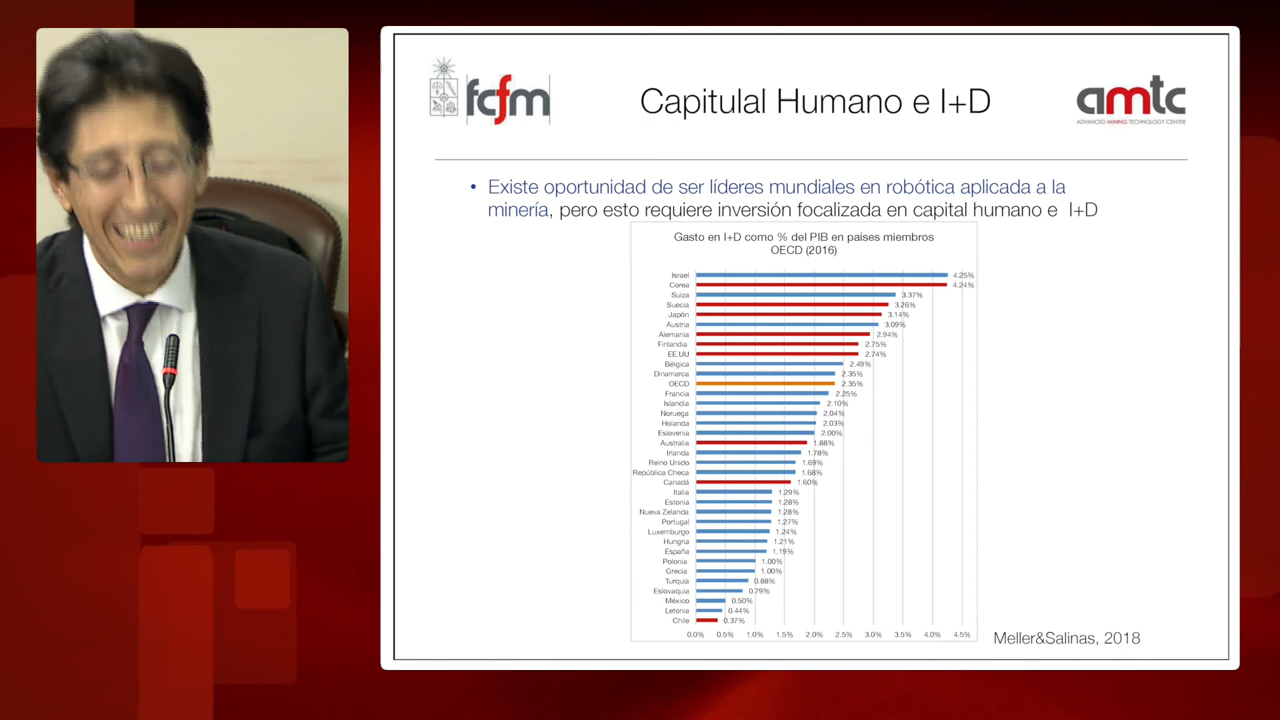 fcfm
Capitulal Humano e I+D
amtc
ADVANCED MINING TECHNOLOGY CENTER
• Existe oportunidad de ser líderes mundiales en robótica aplicada a la
minería, pero esto requiere inversión focalizada en capital humano e I+D
Gasto en I+D como % del PIB en países miembros
OECD (2016)
Israel 4.25%
Corea 4.24%
Suiza 3.37%
Suecia 3.26%
Japón 3.14%
Austria 3.09%
Alemania 2.94%
Finlandia 2.75%
EE.UU 2.74%
Bélgica 2.49%
Dinamarca 2.35%
OECD 2.35%
Francia 2.25%
Islandia 2.10%
Noruega 2.04%
Holanda 2.03%
Eslovenia 2.00%
Australia 1.88%
Irlanda 1.78%
Reino Unido 1.69%
República Checa 1.68%
Canadá 1.60%
Italia 1.29%
Estonia 1.28%
Nueva Zelanda 1.28%
Portugal 1.27%
Luxemburgo 1.24%
Hungría 1.21%
España 1.19%
Polonia 1.00%
Grecia 1.00%
Turquía 0.88%
Eslovaquia 0.79%
México 0.50%
Letonia 0.44%
Chile 0.37%
0.0% 0.5% 1.0% 1.5% 2.0% 2.5% 3.0% 3.5% 4.0% 4.5%
Meller&Salinas, 2018